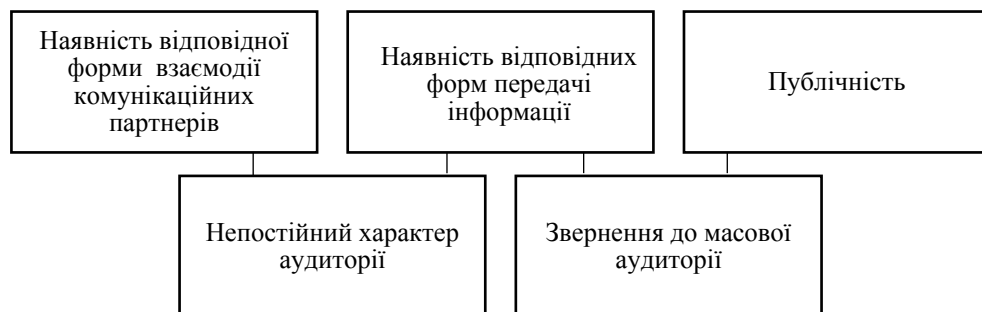 Наявність відповідної
форми взаємодії
комунікаційних
партнерів
Наявність відповідних
форм передачі
інформації
Публічність
Непостійний характер
аудиторії
Звернення до масової
аудиторії